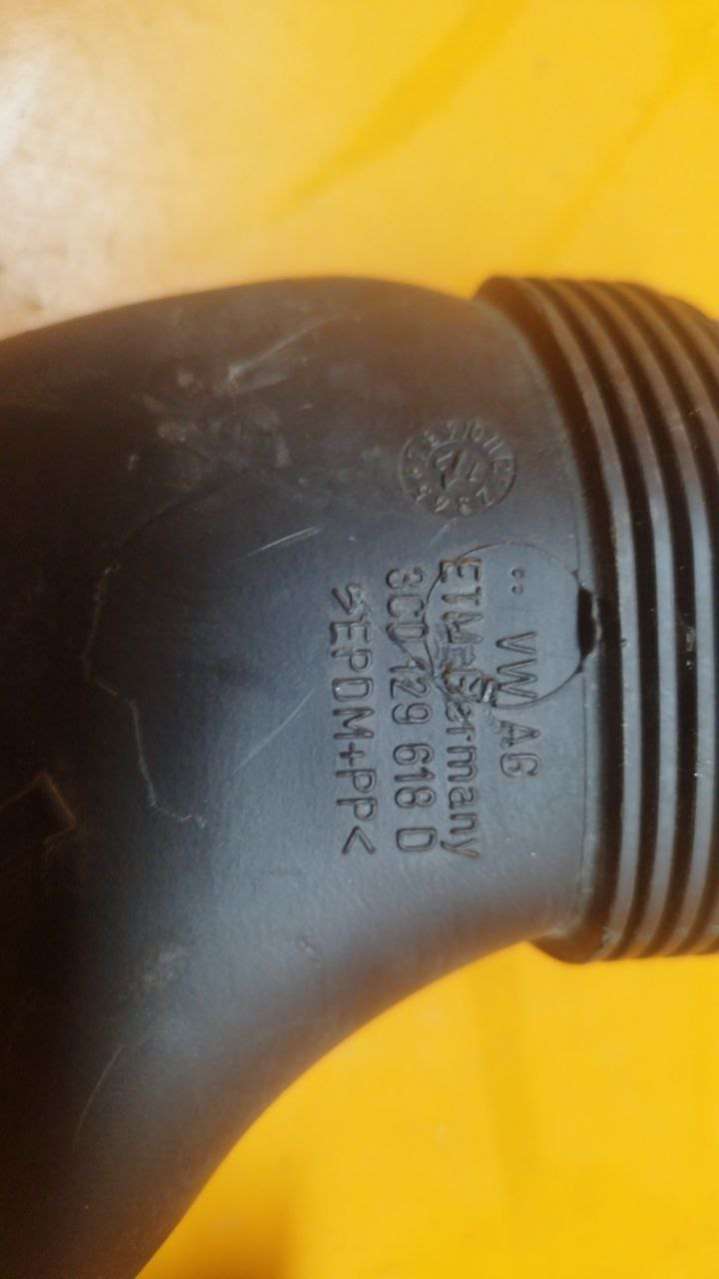 VW AG
ETM-Germany
3C0 129 618 D
>EPDM+PP<